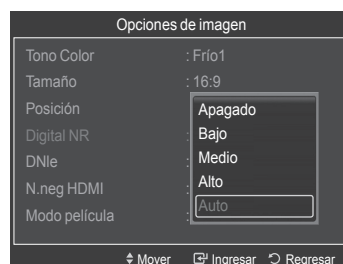 Opciones de imagen
Tono Color : Frío1
Tamaño : 16:9
Posición : Apagado
Digital NR : Bajo
DNIe : Medio
N.neg HDMI : Alto
Modo película : Auto
Mover Ingresar Regresar